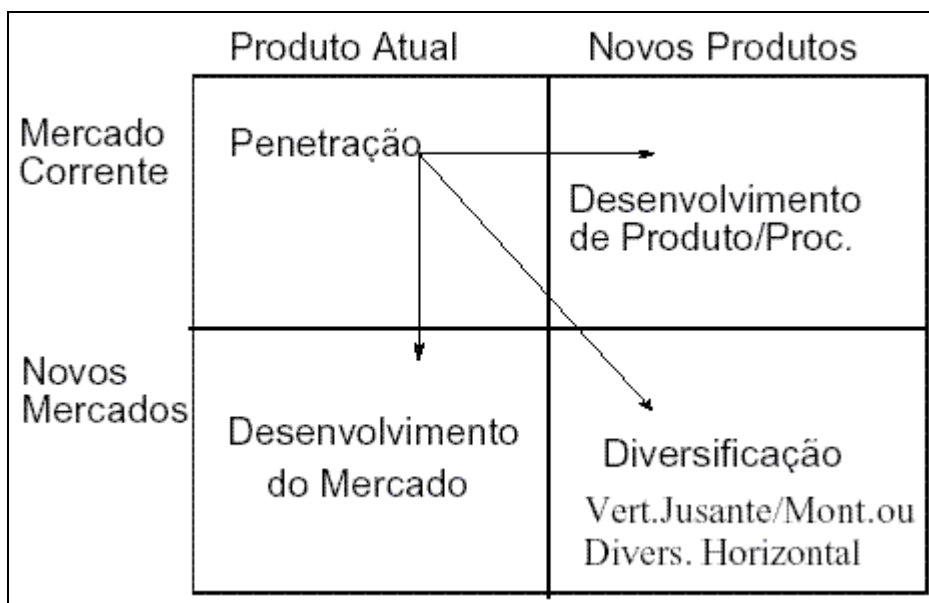 Produto Atual
Novos Produtos
Mercado
Corrente
Penetração
Desenvolvimento
de Produto/Proc.
Novos
Mercados
Desenvolvimento
do Mercado
Diversificação
Vert.Jusante/Mont.ou
Divers. Horizontal